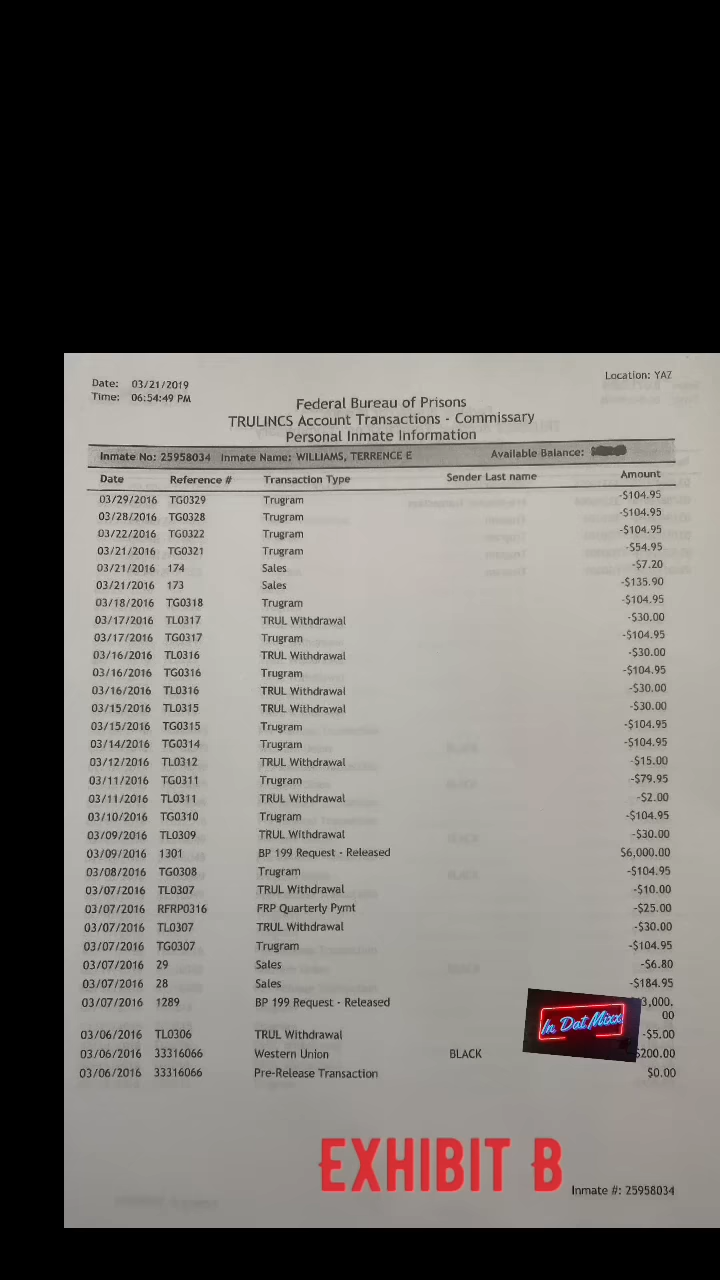 Date: 03/21/2019
Time: 06:54:49 PM
Location: YAZ
Federal Bureau of Prisons
TRULINCS Account Transactions - Commissary
Personal Inmate Information
Inmate No: 25958034 Inmate Name: WILLIAMS, TERRENCE E Available Balance:
Date Reference # Transaction Type Sender Last name Amount
03/29/2016 TG0329 Trugram -$104.95
03/28/2016 TG0328 Trugram -$104.95
03/22/2016 TG0322 Trugram -$104.95
03/21/2016 TG0321 Trugram -$54.95
03/21/2016 174 Sales -$7.20
03/21/2016 173 Sales -$135.90
03/18/2016 TG0318 Trugram -$104.95
03/17/2016 TL0317 TRUL Withdrawal -$30.00
03/17/2016 TG0317 Trugram -$104.95
03/16/2016 TL0316 TRUL Withdrawal -$30.00
03/16/2016 TG0316 Trugram -$104.95
03/16/2016 TL0316 TRUL Withdrawal -$30.00
03/15/2016 TL0315 TRUL Withdrawal -$30.00
03/15/2016 TG0315 Trugram -$104.95
03/14/2016 TG0314 Trugram -$104.95
03/12/2016 TL0312 TRUL Withdrawal -$15.00
03/11/2016 TG0311 Trugram -$79.95
03/11/2016 TL0311 TRUL Withdrawal -$2.00
03/10/2016 TG0310 Trugram -$104.95
03/09/2016 TL0309 TRUL Withdrawal -$30.00
03/09/2016 1301 BP 199 Request - Released $6,000.00
03/08/2016 TG0308 Trugram -$104.95
03/07/2016 TL0307 TRUL Withdrawal -$10.00
03/07/2016 RFRP0316 FRP Quarterly Pymt -$25.00
03/07/2016 TL0307 TRUL Withdrawal -$30.00
03/07/2016 TG0307 Trugram -$104.95
03/07/2016 29 Sales -$6.80
03/07/2016 28 Sales -$184.95
03/07/2016 1289 BP 199 Request - Released 3,000.
00
In Dat Mixx
03/06/2016 TL0306 TRUL Withdrawal -$5.00
03/06/2016 33316066 Western Union BLACK $200.00
03/06/2016 33316066 Pre-Release Transaction $0.00
EXHIBIT B
Inmate #: 25958034